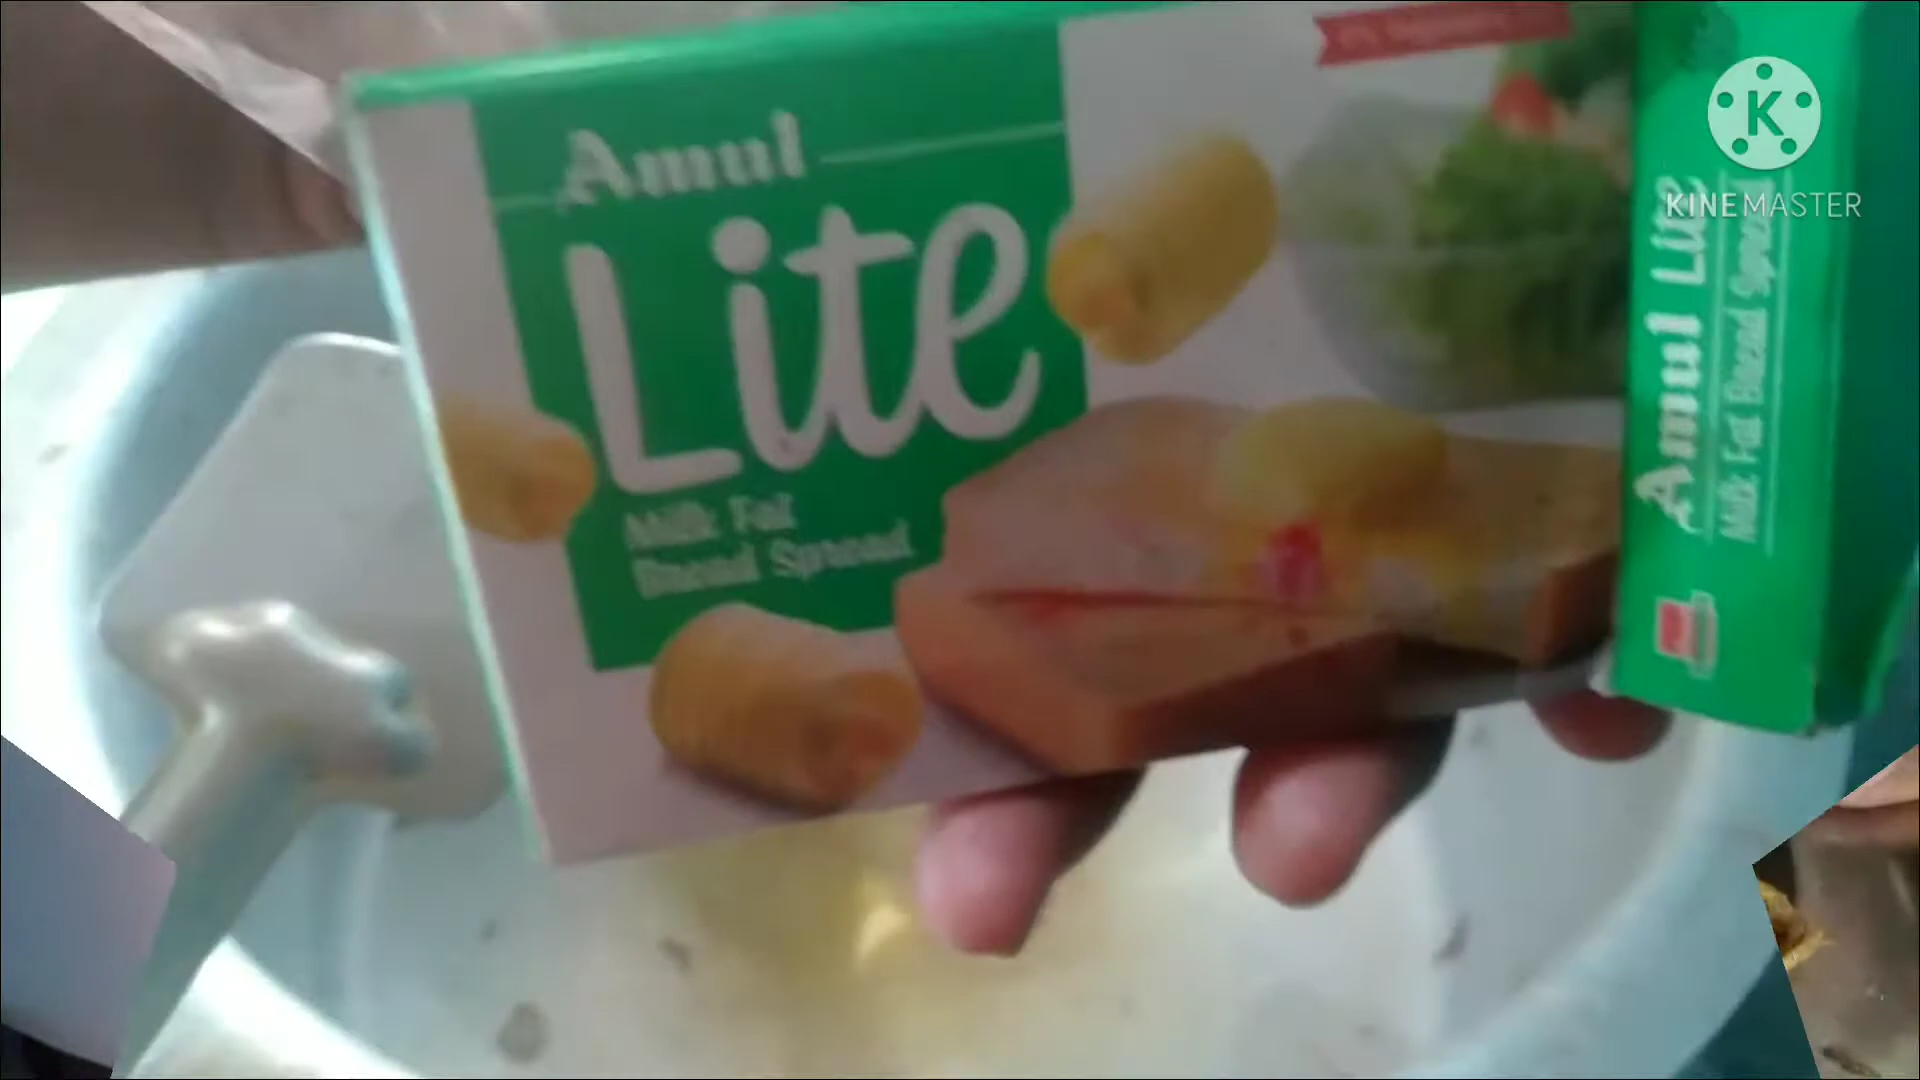 Amul
Lite
Milk Fat
Bread Spread
Amul Lite
Milk Fat Bread Spread
K
KINEMASTER